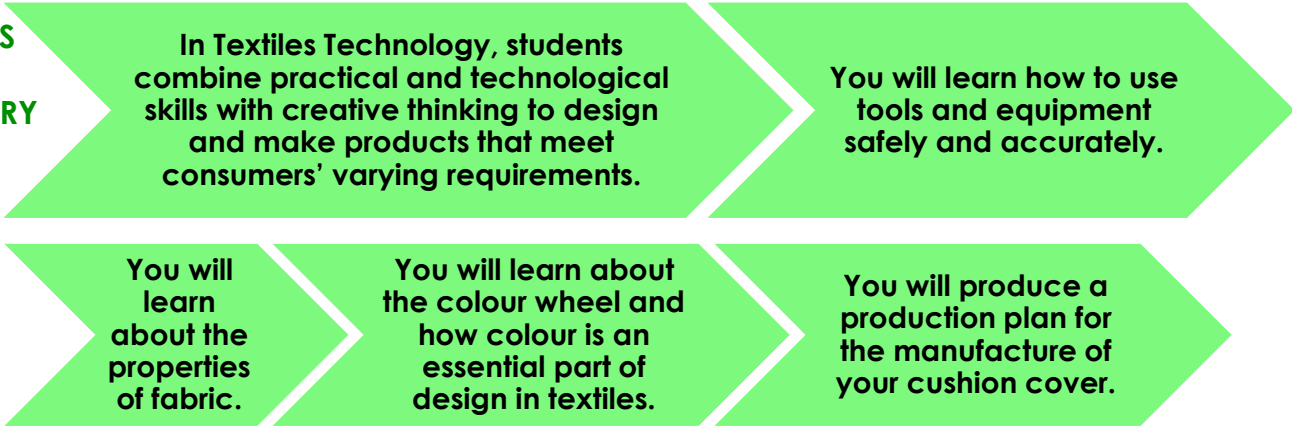 S
RY
In Textiles Technology, students
combine practical and technological
skills with creative thinking to design
and make products that meet
consumers’ varying requirements.
You will learn how to use
tools and equipment
safely and accurately.
You will
learn
about the
properties
of fabric.
You will learn about
the colour wheel and
how colour is an
essential part of
design in textiles.
You will produce a
production plan for
the manufacture of
your cushion cover.